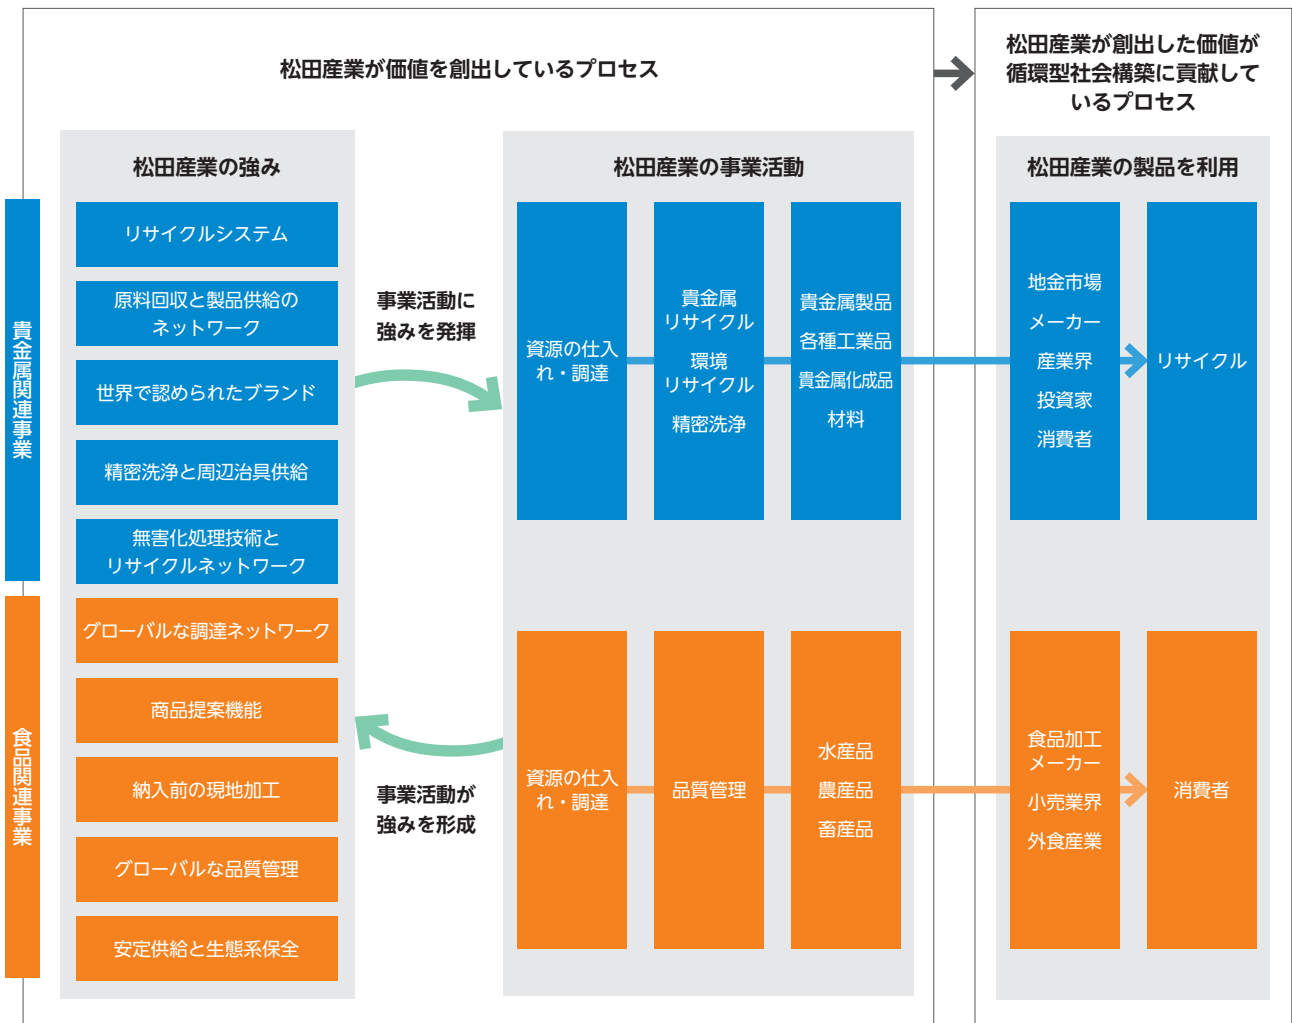 松田産業が価値を創出しているプロセス
松田産業が創出した価値が
循環型社会構築に貢献して
いるプロセス
松田産業の強み
松田産業の事業活動
松田産業の製品を利用
貴金属関連事業
リサイクルシステム
原料回収と製品供給の
ネットワーク
世界で認められたブランド
精密洗浄と周辺治具供給
無害化処理技術と
リサイクルネットワーク
事業活動に
強みを発揮
資源の仕入
れ・調達
貴金属
リサイクル
環境
リサイクル
精密洗浄
貴金属製品
各種工業品
貴金属化成品
材料
地金市場
メーカー
産業界
投資家
消費者
リサイクル
食品関連事業
グローバルな調達ネットワーク
商品提案機能
納入前の現地加工
グローバルな品質管理
安定供給と生態系保全
事業活動が
強みを形成
資源の仕入
れ・調達
品質管理
水産品
農産品
畜産品
食品加工
メーカー
小売業界
外食産業
消費者